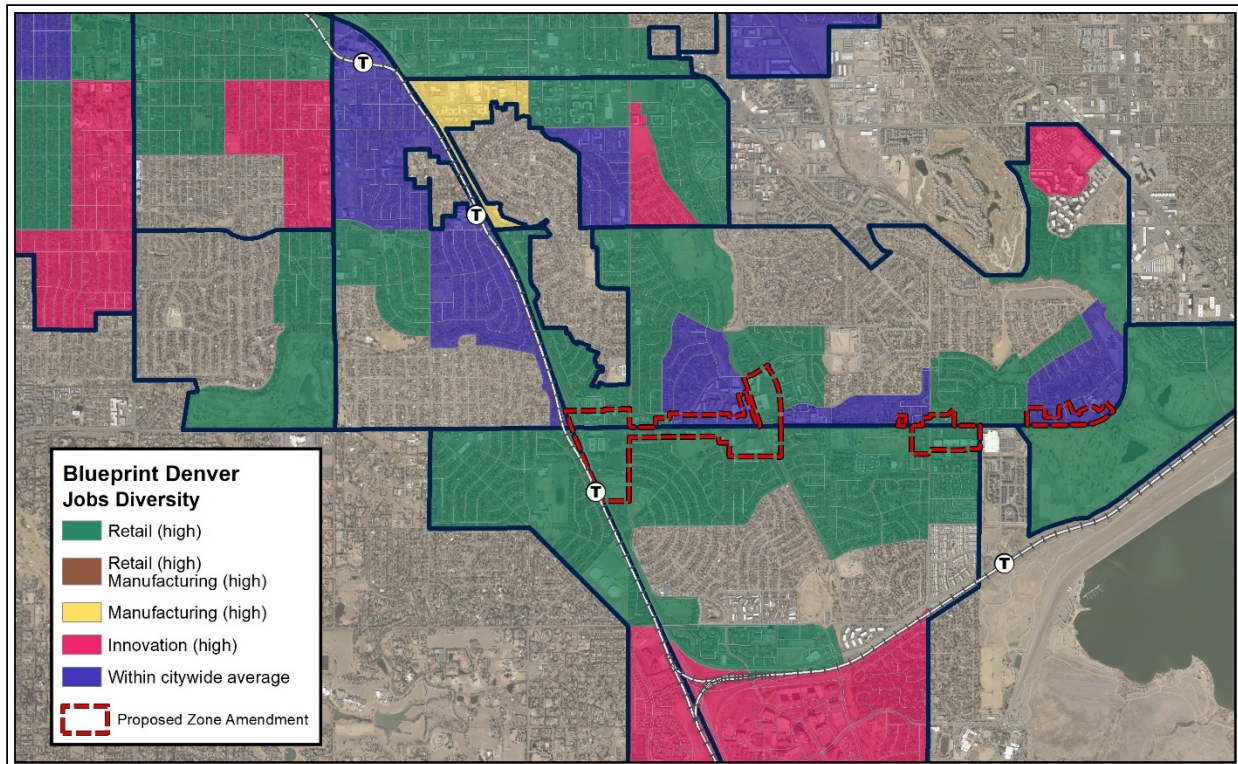 T
T
T
T
Blueprint Denver
Jobs Diversity
Retail (high)
Retail (high)
Manufacturing (high)
Manufacturing (high)
Innovation (high)
Within citywide average
Proposed Zone Amendment